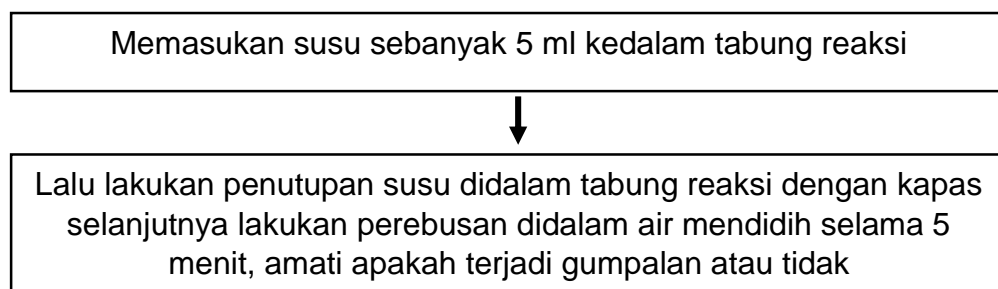 Memasukan susu sebanyak 5 ml kedalam tabung reaksi
Lalu lakukan penutupan susu didalam tabung reaksi dengan kapas
selanjutnya lakukan perebusan didalam air mendidih selama 5
menit, amati apakah terjadi gumpalan atau tidak